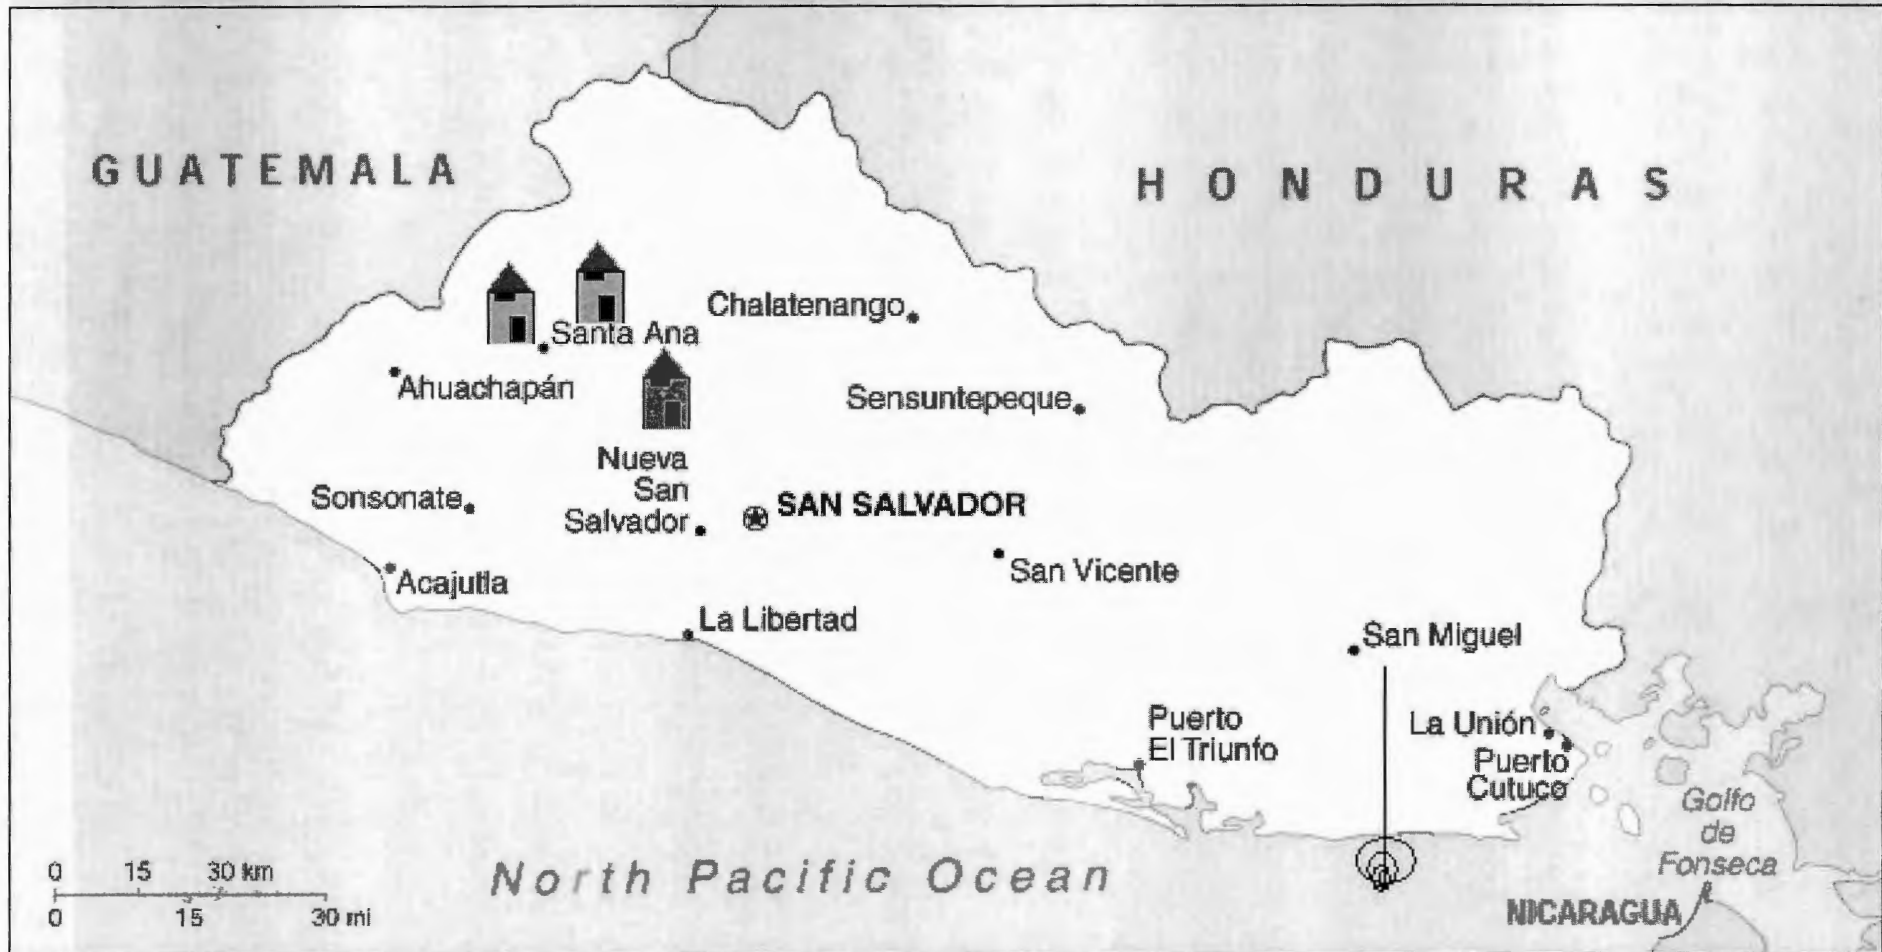 GUATEMALA
HONDURAS
Chalatenango
Santa Ana
Ahuachapán
Sensuntepeque
Nueva
San
Salvador
SAN SALVADOR
Sonsonate
San Vicente
Acajutla
La Libertad
San Miguel
Puerto
El Triunfo
La Unión
Puerto
Cutuco
Golfo
de
Fonseca
North Pacific Ocean
NICARAGUA
0 15 30 km
0 15 30 mi